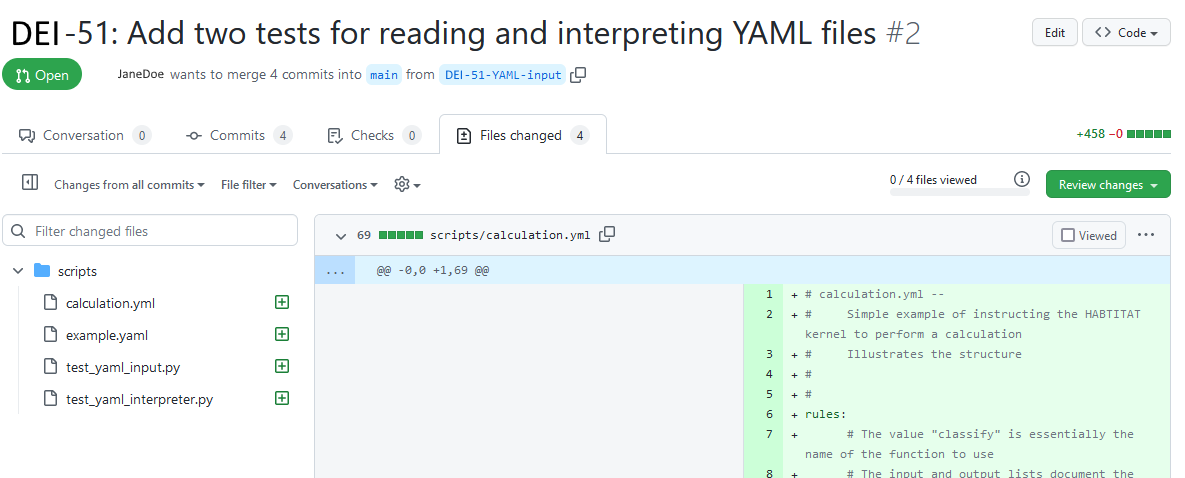 DEI-51: Add two tests for reading and interpreting YAML files #2
Edit
<> Code
Open
JaneDoe wants to merge 4 commits into main from DEI-51-YAML-input
Conversation 0
Commits 4
Checks 0
Files changed 4
+458 −0
Changes from all commits
File filter
Conversations
0 / 4 files viewed
Review changes
Filter changed files
69 scripts/calculation.yml
Viewed
...
@@ -0,0 +1,69 @@
scripts
calculation.yml
example.yaml
test_yaml_input.py
test_yaml_interpreter.py
1 + # calculation.yml --
2 + #     Simple example of instructing the HABTITAT
kernel to perform a calculation
3 + #     Illustrates the structure
4 + #
5 + #
6 + rules:
7 +       # The value "classify" is essentially the
name of the function to use
8 +       # The input and output lists document the